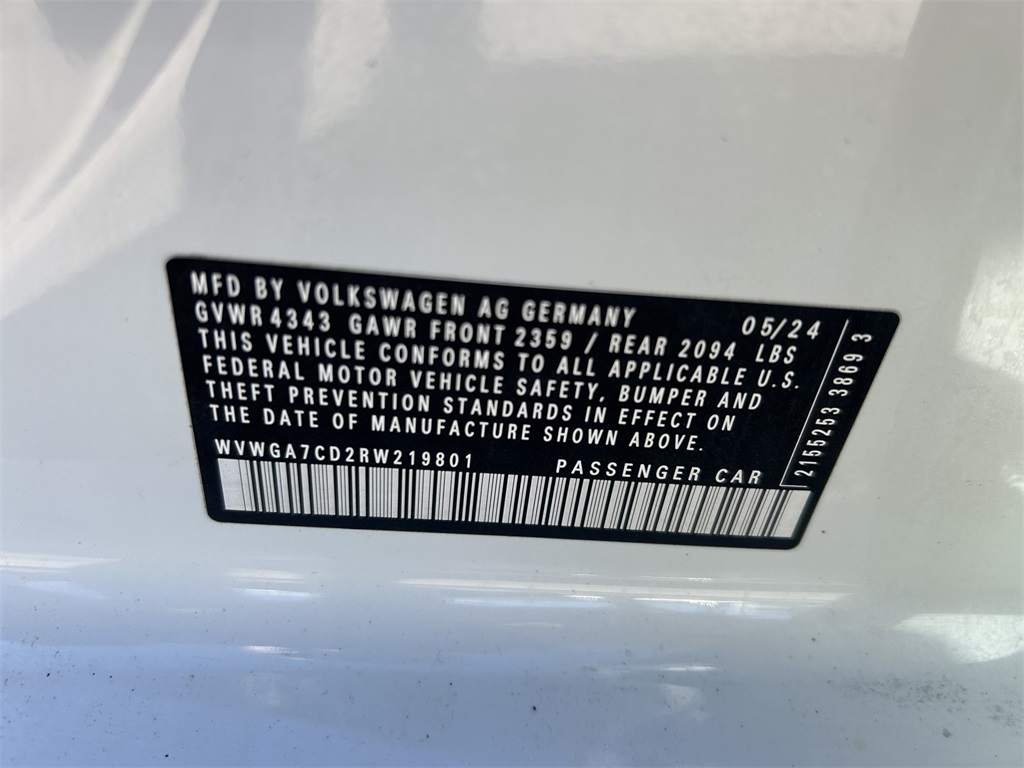 MFD BY VOLKSWAGEN AG GERMANY 05/24
GVWR 4343 GAWR FRONT 2359 / REAR 2094 LBS
THIS VEHICLE CONFORMS TO ALL APPLICABLE U.S.
FEDERAL MOTOR VEHICLE SAFETY, BUMPER AND
THEFT PREVENTION STANDARDS IN EFFECT ON
THE DATE OF MANUFACTURE SHOWN ABOVE.
WVWGA7CD2RW219801 PASSENGER CAR
2155253 3869 3